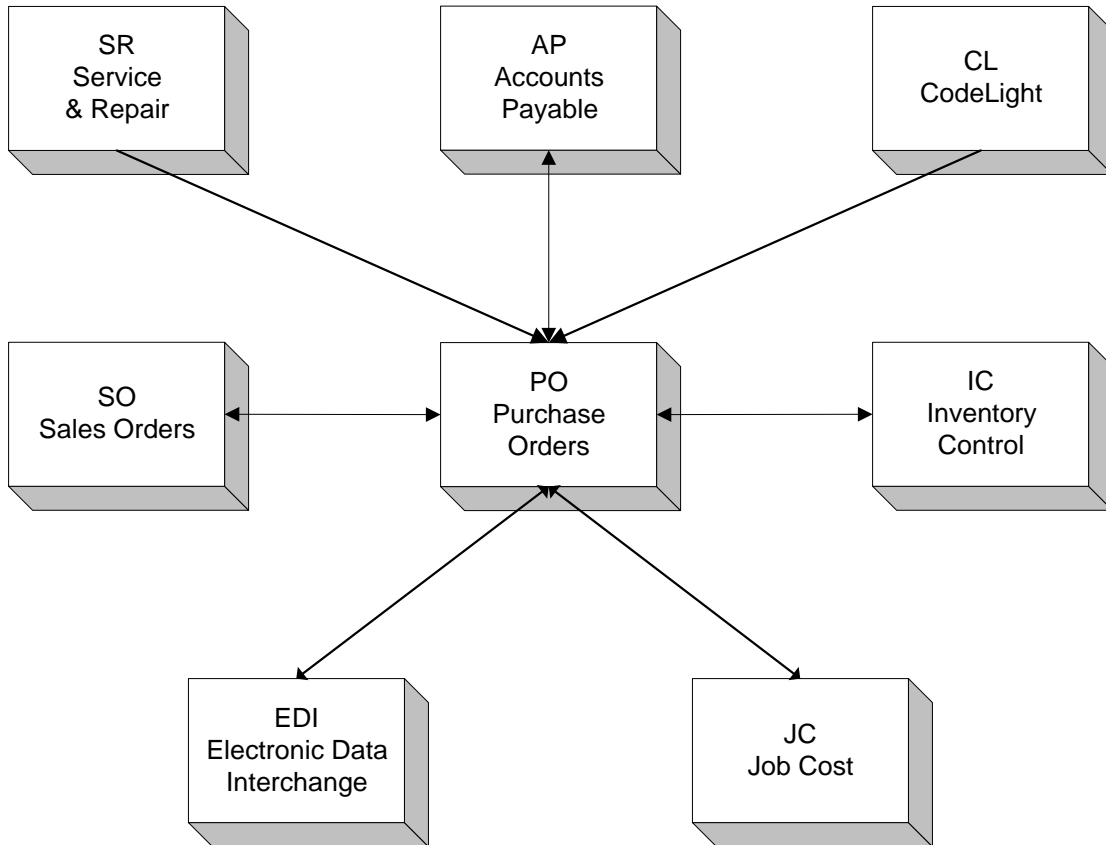 SR
Service
& Repair
AP
Accounts
Payable
CL
CodeLight
SO
Sales Orders
PO
Purchase
Orders
IC
Inventory
Control
EDI
Electronic Data
Interchange
JC
Job Cost